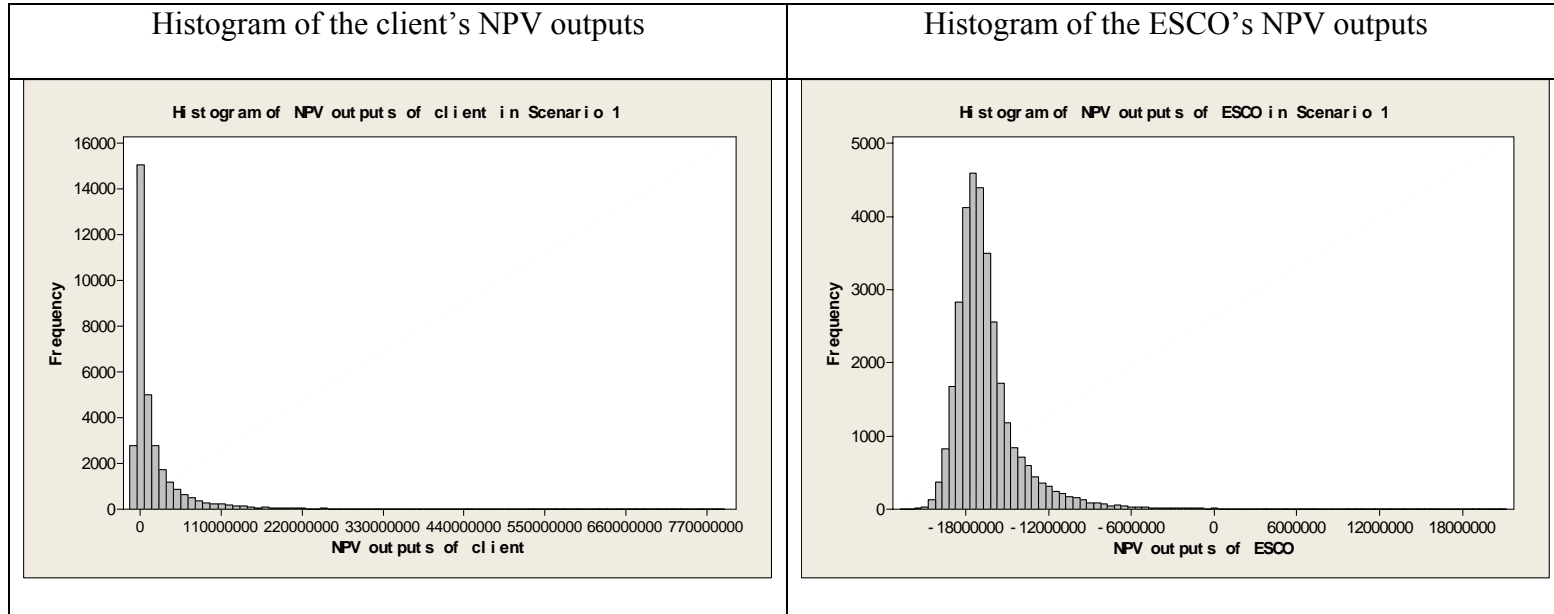 Histogram of the client’s NPV outputs
Histogram of NPV outputs of client in Scenario 1
16000
14000
12000
10000
8000
6000
4000
2000
0
Frequency
0 110000000 220000000 330000000 440000000 550000000 660000000 770000000
NPV outputs of client
Histogram of the ESCO’s NPV outputs
Histogram of NPV outputs of ESCO in Scenario 1
5000
4000
3000
2000
1000
0
Frequency
-18000000 -12000000 -6000000 0 6000000 12000000 18000000
NPV outputs of ESCO